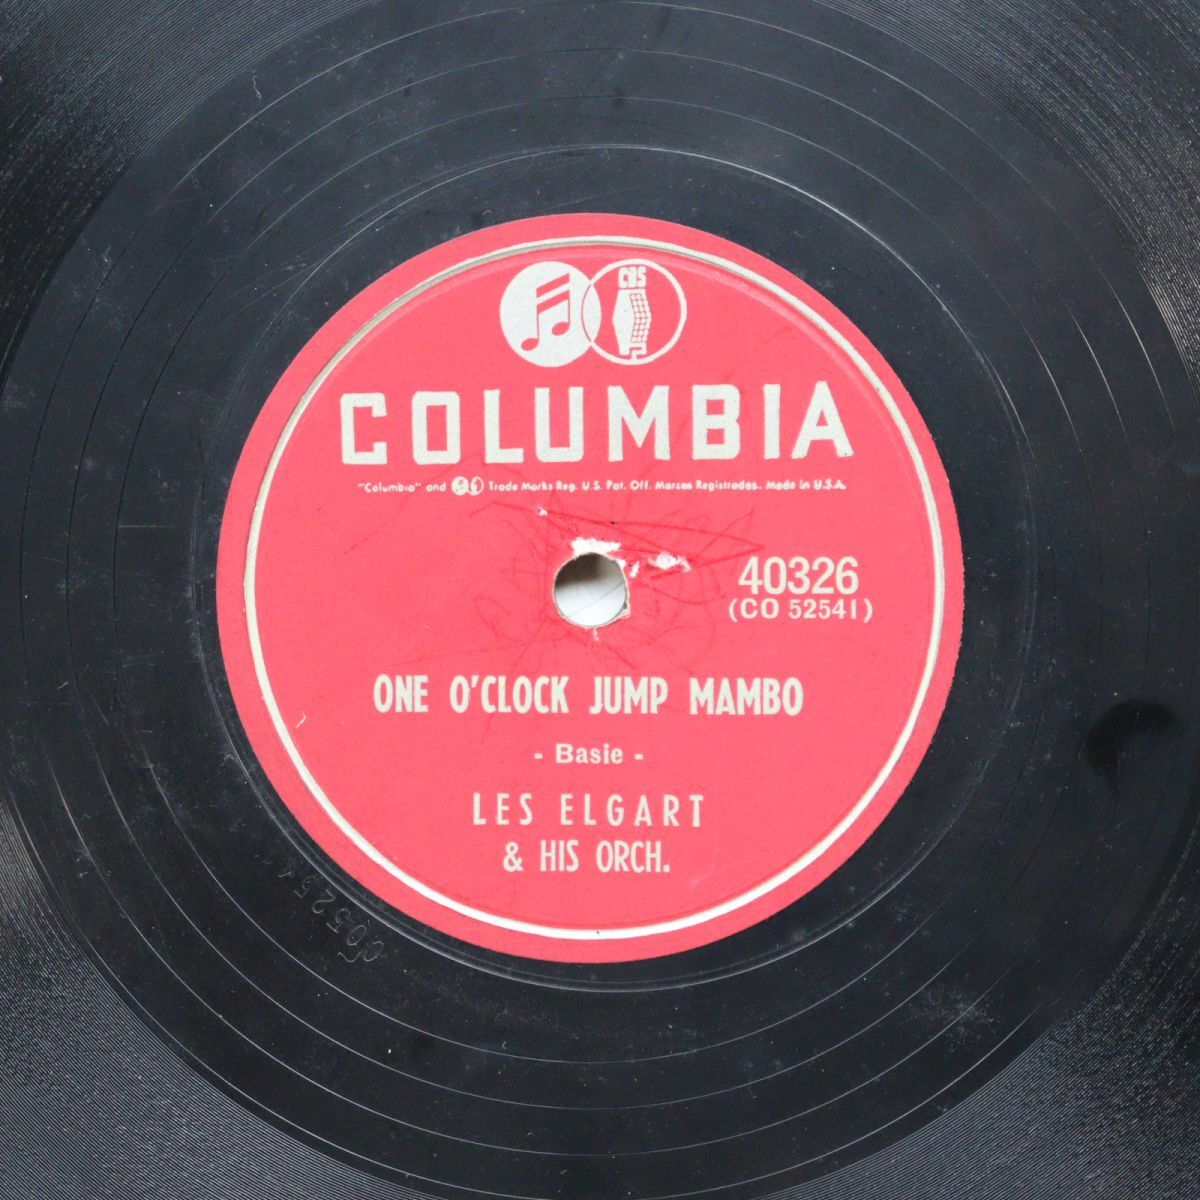 CBS
COLUMBIA
"Columbia" and Trade Marks Reg. U.S. Pat. Off. Marcas Registradas. Made in U.S.A.
40326
(CO 52541)
ONE O'CLOCK JUMP MAMBO
- Basie -
LES ELGART
& HIS ORCH.
CO5254